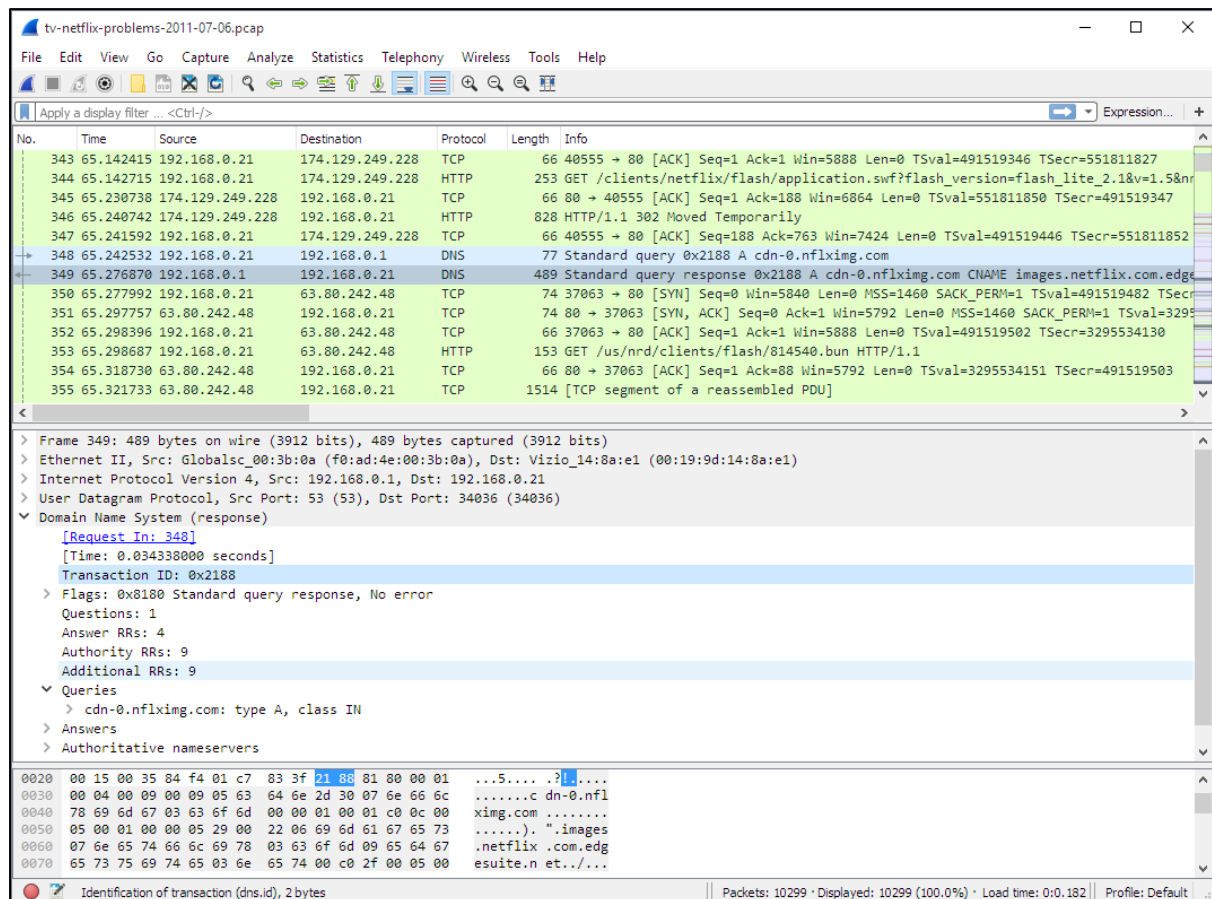 tv-netflix-problems-2011-07-06.pcap
File Edit View Go Capture Analyze Statistics Telephony Wireless Tools Help
Apply a display filter ... <Ctrl-/> Expression... +
No. Time Source Destination Protocol Length Info
343 65.142415 192.168.0.21 174.129.249.228 TCP 66 40555 → 80 [ACK] Seq=1 Ack=1 Win=5888 Len=0 TSval=491519346 TSecr=551811827
344 65.142715 192.168.0.21 174.129.249.228 HTTP 253 GET /clients/netflix/flash/application.swf?flash_version=flash_lite_2.1&v=1.5&nr
345 65.230738 174.129.249.228 192.168.0.21 TCP 66 80 → 40555 [ACK] Seq=1 Ack=188 Win=6864 Len=0 TSval=551811850 TSecr=491519347
346 65.240742 174.129.249.228 192.168.0.21 HTTP 828 HTTP/1.1 302 Moved Temporarily
347 65.241592 192.168.0.21 174.129.249.228 TCP 66 40555 → 80 [ACK] Seq=188 Ack=763 Win=7424 Len=0 TSval=491519446 TSecr=551811852
348 65.242532 192.168.0.21 192.168.0.1 DNS 77 Standard query 0x2188 A cdn-0.nflximg.com
349 65.276870 192.168.0.1 192.168.0.21 DNS 489 Standard query response 0x2188 A cdn-0.nflximg.com CNAME images.netflix.com.edge
350 65.277992 192.168.0.21 63.80.242.48 TCP 74 37063 → 80 [SYN] Seq=0 Win=5840 Len=0 MSS=1460 SACK_PERM=1 TSval=491519482 TSecr
351 65.297757 63.80.242.48 192.168.0.21 TCP 74 80 → 37063 [SYN, ACK] Seq=0 Ack=1 Win=5792 Len=0 MSS=1460 SACK_PERM=1 TSval=3295
352 65.298396 192.168.0.21 63.80.242.48 TCP 66 37063 → 80 [ACK] Seq=1 Ack=1 Win=5888 Len=0 TSval=491519502 TSecr=3295534130
353 65.298687 192.168.0.21 63.80.242.48 HTTP 153 GET /us/nrd/clients/flash/814540.bun HTTP/1.1
354 65.318730 63.80.242.48 192.168.0.21 TCP 66 80 → 37063 [ACK] Seq=1 Ack=88 Win=5792 Len=0 TSval=3295534151 TSecr=491519503
355 65.321733 63.80.242.48 192.168.0.21 TCP 1514 [TCP segment of a reassembled PDU]
Frame 349: 489 bytes on wire (3912 bits), 489 bytes captured (3912 bits)
Ethernet II, Src: Globalsc_00:3b:0a (f0:ad:4e:00:3b:0a), Dst: Vizio_14:8a:e1 (00:19:9d:14:8a:e1)
Internet Protocol Version 4, Src: 192.168.0.1, Dst: 192.168.0.21
User Datagram Protocol, Src Port: 53 (53), Dst Port: 34036 (34036)
Domain Name System (response)
[Request In: 348]
[Time: 0.034338000 seconds]
Transaction ID: 0x2188
Flags: 0x8180 Standard query response, No error
Questions: 1
Answer RRs: 4
Authority RRs: 9
Additional RRs: 9
Queries
cdn-0.nflximg.com: type A, class IN
Answers
Authoritative nameservers
0020 00 15 00 35 84 f4 01 c7 83 3f 21 88 81 80 00 01 ...5.... .?!.....
0030 00 04 00 09 00 09 05 63 64 6e 2d 30 07 6e 66 6c .......c dn-0.nfl
0040 78 69 6d 67 03 63 6f 6d 00 00 01 00 01 c0 0c 00 ximg.com ........
0050 05 00 01 00 00 05 29 00 22 06 69 6d 61 67 65 73 ......). ".images
0060 07 6e 65 74 66 6c 69 78 03 63 6f 6d 09 65 64 67 .netflix .com.edg
0070 65 73 75 69 74 65 03 6e 65 74 00 c0 2f 00 05 00 esuite.n et../...
Identification of transaction (dns.id), 2 bytes Packets: 10299 · Displayed: 10299 (100.0%) · Load time: 0:0.182 Profile: Default